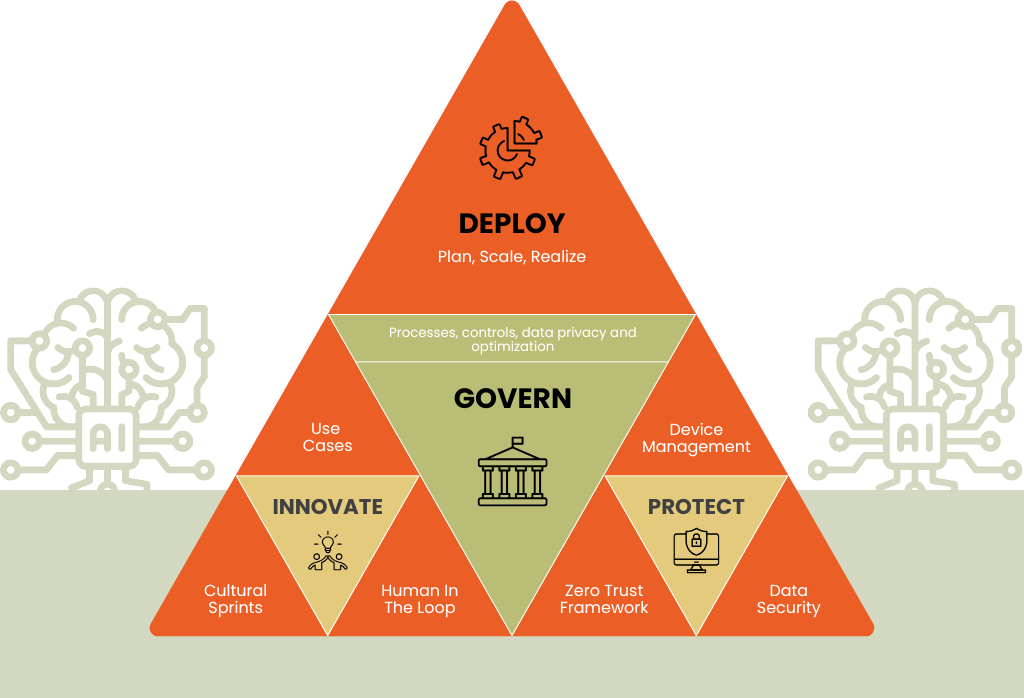 DEPLOY
Plan, Scale, Realize
Processes, controls, data privacy and
optimization
GOVERN
Use
Cases
Device
Management
AI
AI
INNOVATE
PROTECT
Cultural
Sprints
Human In
The Loop
Zero Trust
Framework
Data
Security